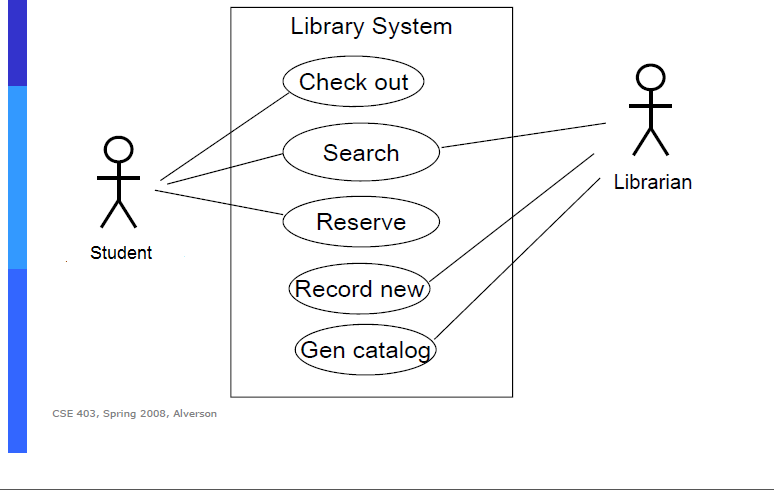 Library System
Check out
Search
Reserve
Record new
Gen catalog
Student
Librarian
CSE 403, Spring 2008, Alverson